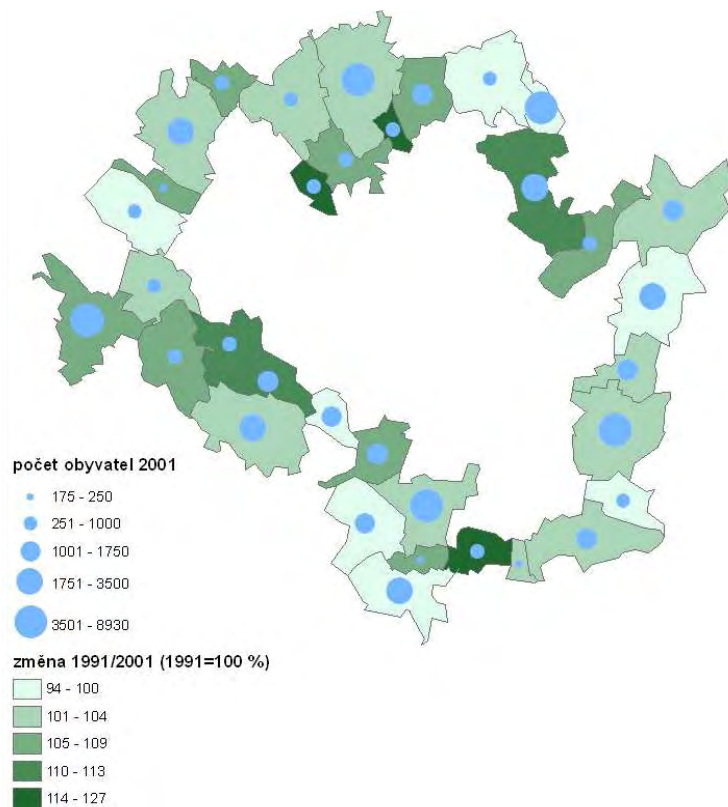 počet obyvatel 2001
175 - 250
251 - 1000
1001 - 1750
1751 - 3500
3501 - 8930
změna 1991/2001 (1991=100 %)
94 - 100
101 - 104
105 - 109
110 - 113
114 - 127